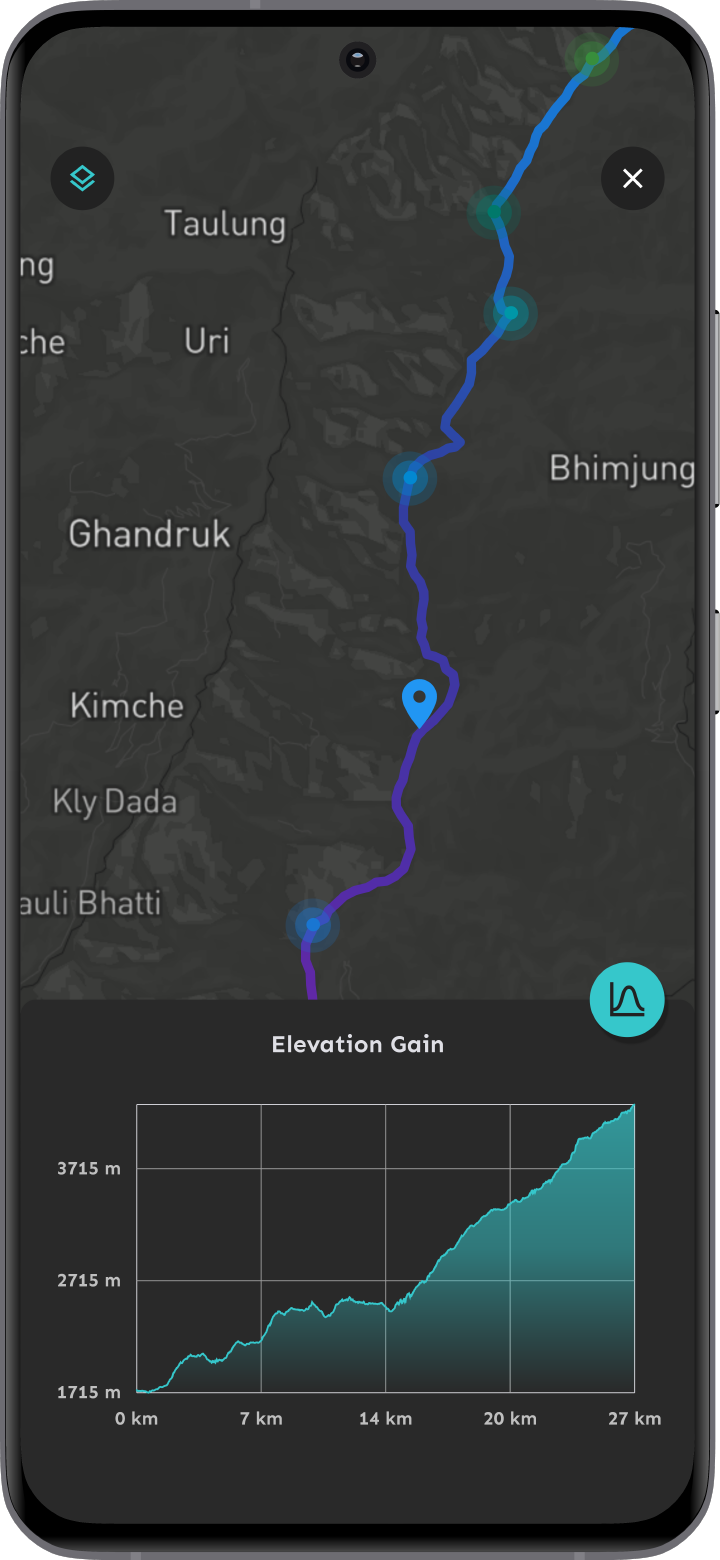 Taulung
ng
che
Uri
Bhimjung
Ghandruk
Kimche
Kly Dada
auli Bhatti
Elevation Gain
3715 m
2715 m
1715 m
0 km 7 km 14 km 20 km 27 km